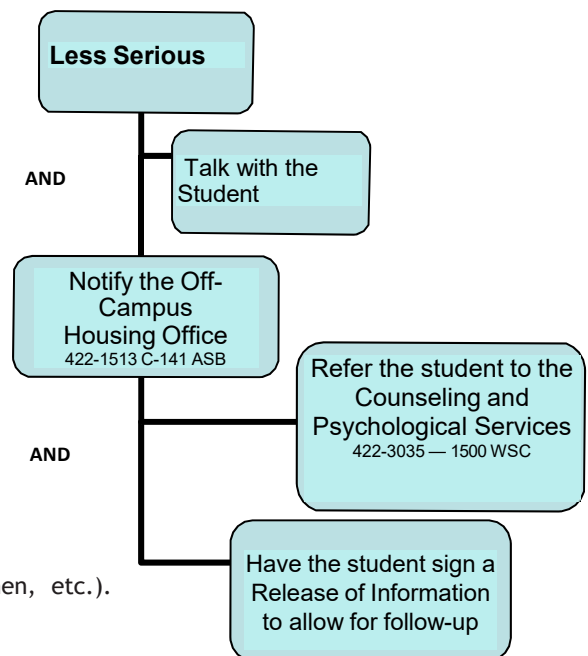 Less Serious
AND
Talk with the
Student
Notify the Off-
Campus
Housing Office
422-1513 C-141 ASB
Refer the student to the
Counseling and
Psychological Services
422-3035 — 1500 WSC
AND
Have the student sign a
Release of Information
to allow for follow-up
etc.).